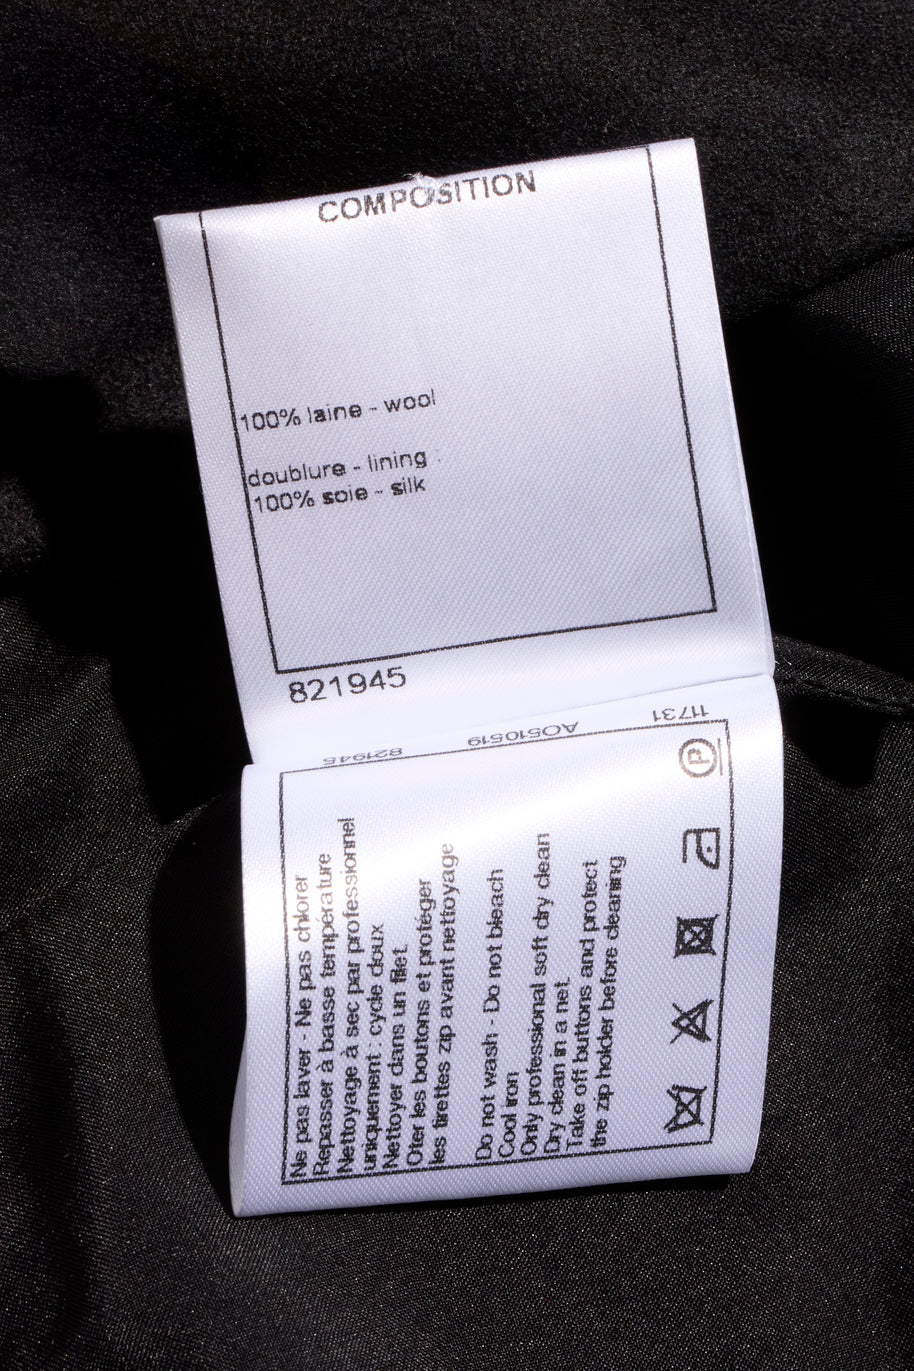 COMPOSITION
100% laine - wool
doublure - lining :
100% soie - silk
821945
821945 AO510519 11731
Ne pas laver - Ne pas chlorer
Repasser à basse température
Nettoyage à sec par professionnel
uniquement : cycle doux
Nettoyer dans un filet.
Oter les boutons et protéger
les tirettes zip avant nettoyage
Do not wash - Do not bleach
Cool iron
Only professional soft dry clean
Dry clean in a net.
Take off buttons and protect
the zip holder before cleaning
P